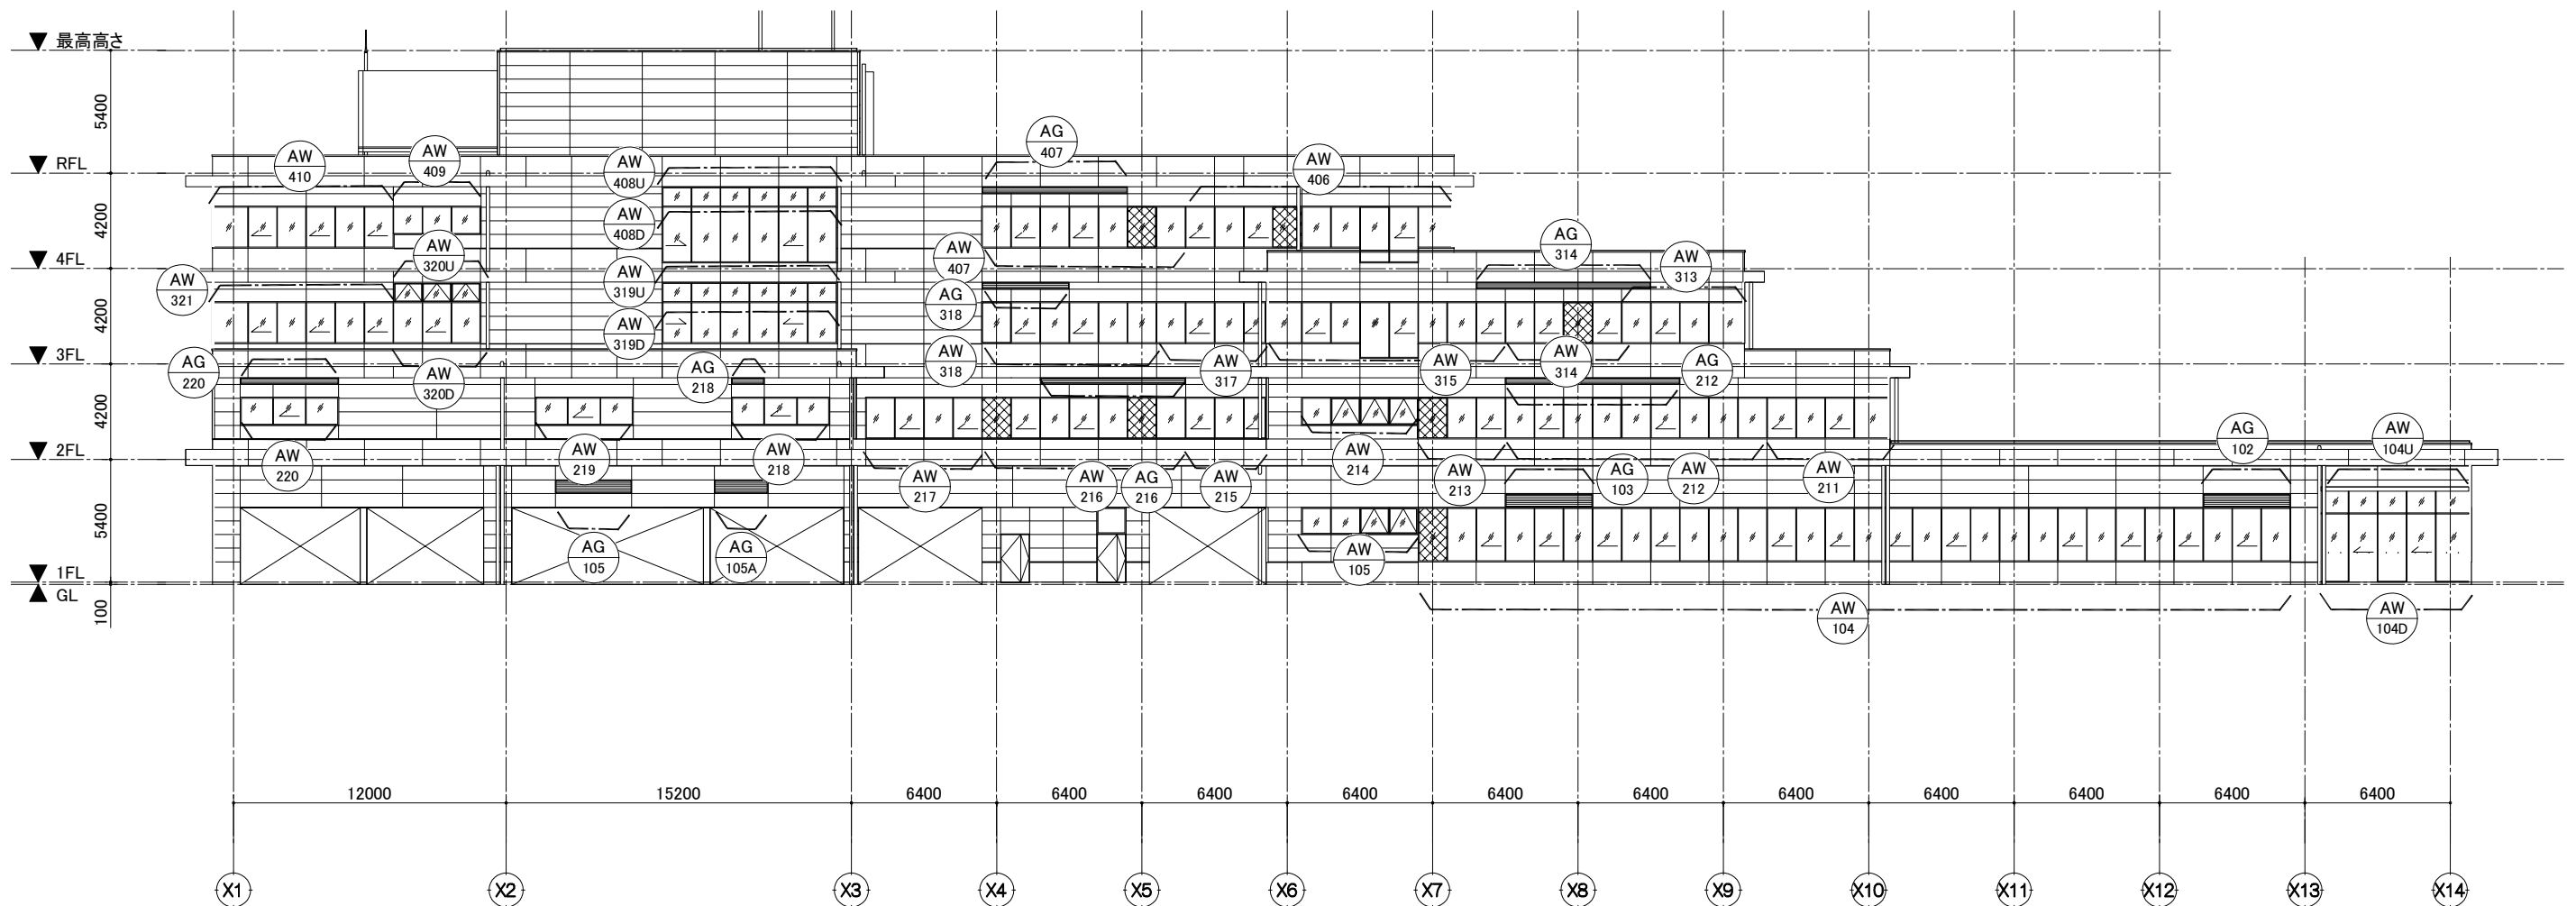 最高高さ
5400
AG
407
RFL
AW
410
AW
409
AW
408U
AW
406
4200
AW
408D
4FL
AW
320U
AW
407
AG
314
AW
313
AW
321
AW
319U
AG
318
4200
AW
319D
3FL
AG
220
AW
320D
AG
218
AW
318
AW
317
AW
315
AW
314
AG
212
4200
2FL
AW
220
AW
219
AW
218
AW
217
AW
216
AG
216
AW
215
AW
214
AW
213
AG
103
AW
212
AW
211
AG
102
AW
104U
5400
AG
105
AG
105A
AW
105
1FL
GL
100
AW
104
AW
104D
12000 15200 6400 6400 6400 6400 6400 6400 6400 6400 6400 6400 6400
X1 X2 X3 X4 X5 X6 X7 X8 X9 X10 X11 X12 X13 X14